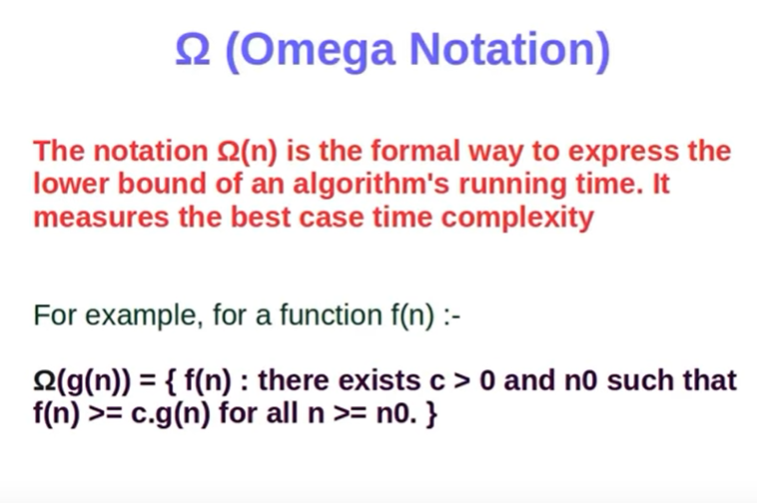 Ω (Omega Notation)
The notation Ω(n) is the formal way to express the
lower bound of an algorithm's running time. It
measures the best case time complexity
For example, for a function f(n) :-
Ω(g(n)) = { f(n) : there exists c > 0 and n0 such that
f(n) >= c.g(n) for all n >= n0. }